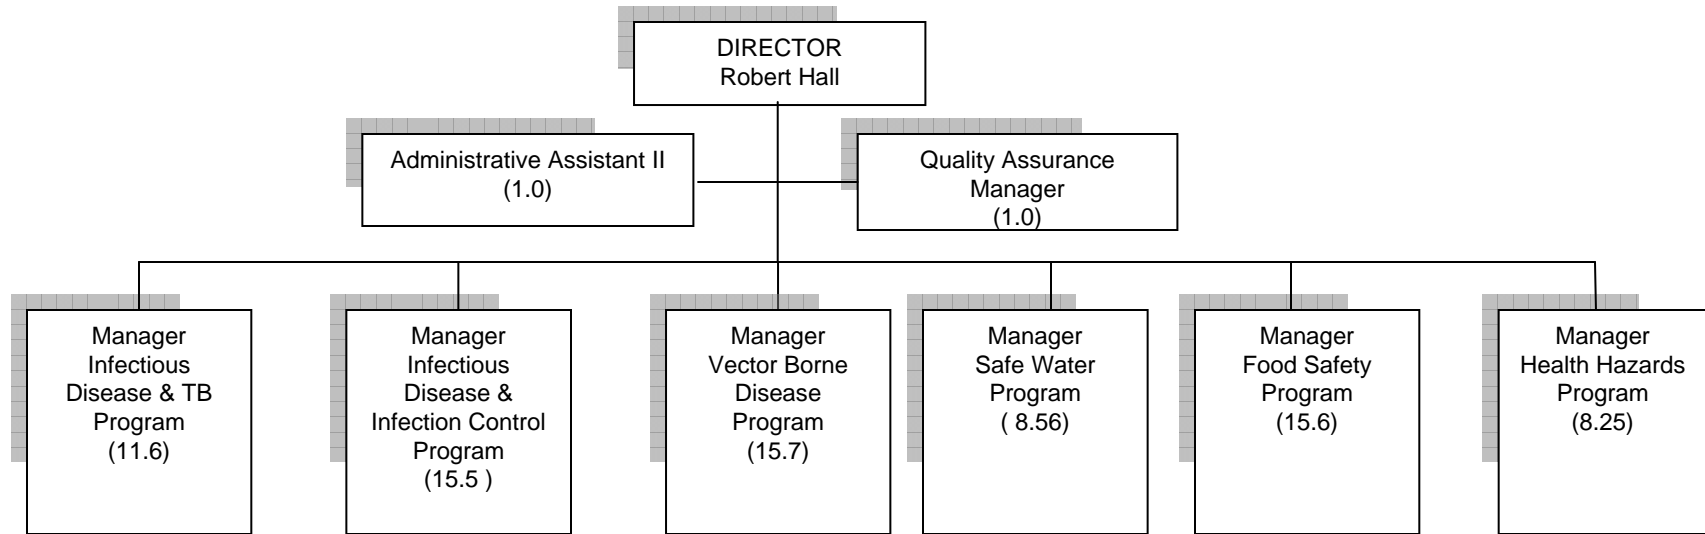 DIRECTOR
Robert Hall
Administrative Assistant II
(1.0)
Quality Assurance
Manager
(1.0)
Manager
Infectious
Disease & TB
Program
(11.6)
Manager
Infectious
Disease &
Infection Control
Program
(15.5 )
Manager
Vector Borne
Disease
Program
(15.7)
Manager
Safe Water
Program
( 8.56)
Manager
Food Safety
Program
(15.6)
Manager
Health Hazards
Program
(8.25)